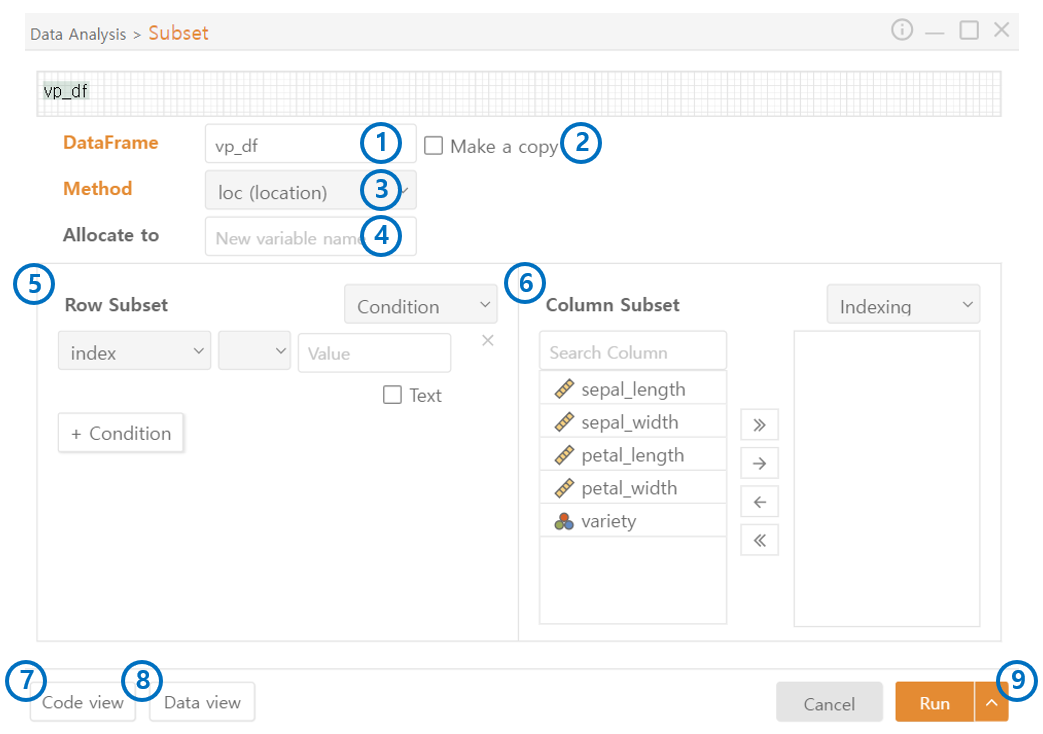 Data Analysis > Subset
vp_df
DataFrame vp_df 1 Make a copy 2
Method loc (location) 3
Allocate to New variable name 4
5 6
Row Subset Condition Column Subset Indexing
index Value Search Column
Text sepal_length
+ Condition sepal_width
petal_length
petal_width
variety
7 8 9
Code view Data view Cancel Run